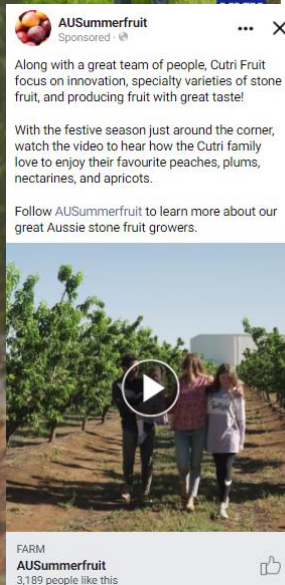 AUSummerfruit
Sponsored ·
Along with a great team of people, Cutri Fruit
focus on innovation, specialty varieties of stone
fruit, and producing fruit with great taste!
With the festive season just around the corner,
watch the video to hear how the Cutri family
love to enjoy their favourite peaches, plums,
nectarines, and apricots.
Follow AUSummerfruit to learn more about our
great Aussie stone fruit growers.
FARM
AUSummerfruit
3,189 people like this